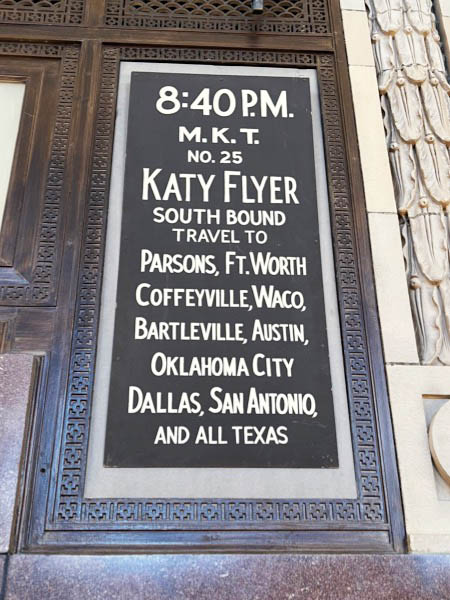 8:40 P.M.
M.K.T.
NO. 25
KATY FLYER
SOUTH BOUND
TRAVEL TO
PARSONS, FT. WORTH
COFFEYVILLE, WACO,
BARTLEVILLE, AUSTIN,
OKLAHOMA CITY
DALLAS, SAN ANTONIO,
AND ALL TEXAS